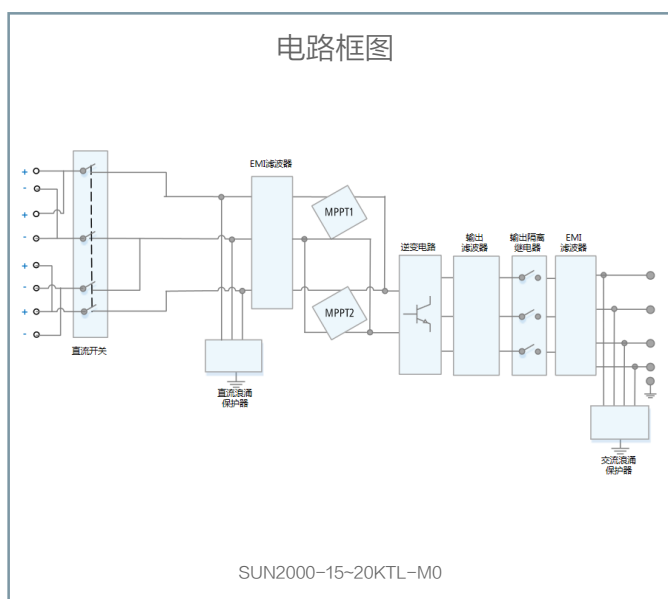 电路框图
EMI滤波器
+
-
+
-
+
-
+
-
直流开关
MPPT1
MPPT2
直流浪涌
保护器
逆变电路
输出
滤波器
输出隔离
继电器
EMI
滤波器
交流浪涌
保护器
SUN2000-15~20KTL-M0